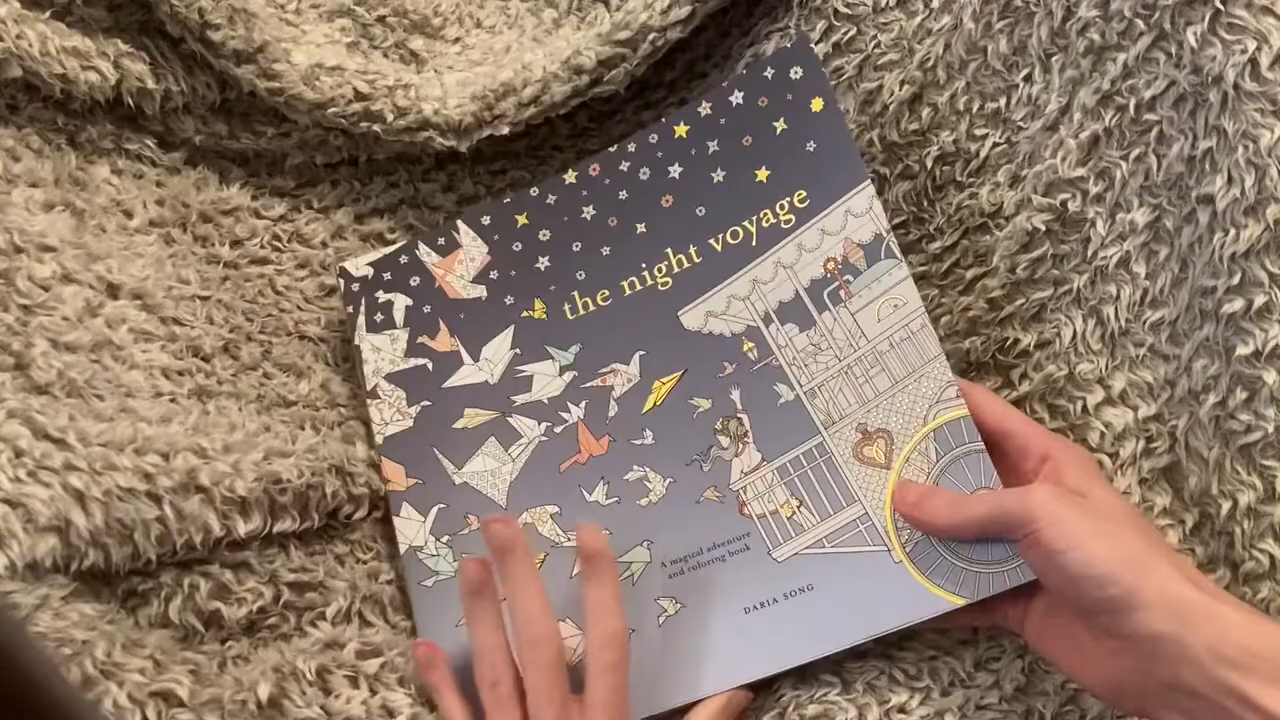 the night voyage
A magical adventure
and coloring book
DARIA SONG